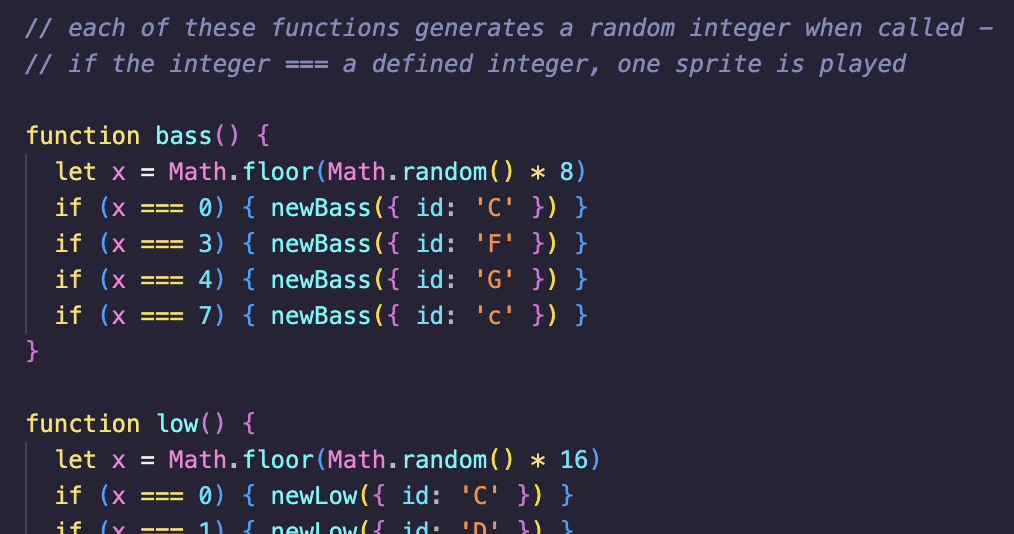 // each of these functions generates a random integer when called –
// if the integer === a defined integer, one sprite is played
function bass() {
let x = Math.floor(Math.random() * 8)
if (x === 0) { newBass({ id: 'C' }) }
if (x === 3) { newBass({ id: 'F' }) }
if (x === 4) { newBass({ id: 'G' }) }
if (x === 7) { newBass({ id: 'c' }) }
}
function low() {
let x = Math.floor(Math.random() * 16)
if (x === 0) { newLow({ id: 'C' }) }
if (x === 1) { newLow({ id: 'D' }) }